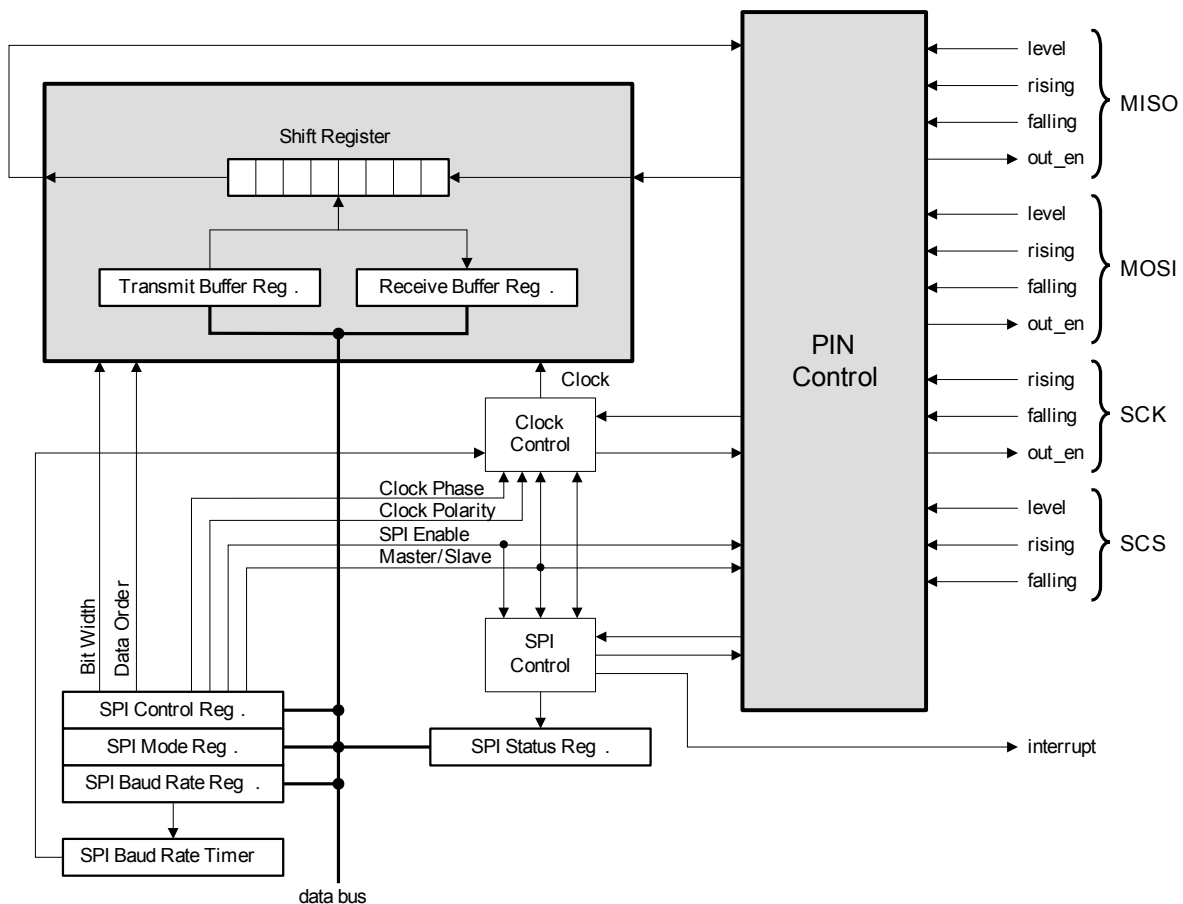 level
rising
falling
out_en
MISO
Shift Register
level
rising
falling
out_en
MOSI
Transmit Buffer Reg .
Receive Buffer Reg .
PIN
Control
Clock
rising
falling
out_en
SCK
Clock
Control
Clock Phase
Clock Polarity
SPI Enable
Master/Slave
level
rising
falling
SCS
Bit Width
Data Order
SPI
Control
SPI Control Reg .
SPI Mode Reg .
SPI Baud Rate Reg .
SPI Status Reg .
interrupt
SPI Baud Rate Timer
data bus